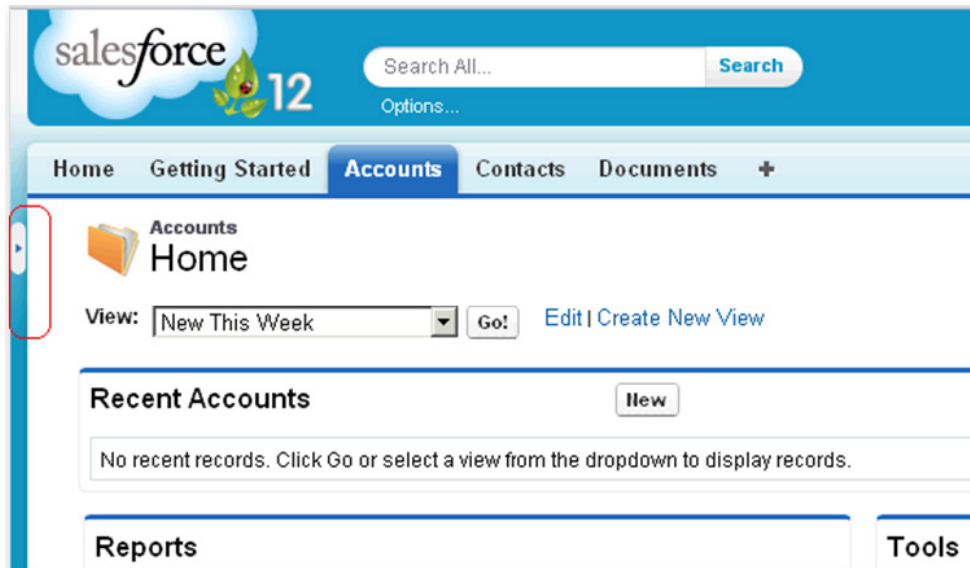 salesforce
12
Search All...
Search
Options...
Home Getting Started Accounts Contacts Documents +
Accounts
Home
View: New This Week Go! Edit | Create New View
Recent Accounts New
No recent records. Click Go or select a view from the dropdown to display records.
Reports Tools